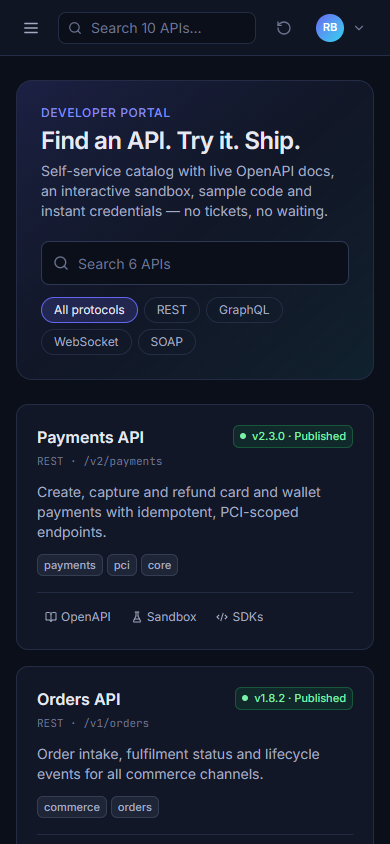 Search 10 APIs...
RB
DEVELOPER PORTAL
Find an API. Try it. Ship.
Self-service catalog with live OpenAPI docs,
an interactive sandbox, sample code and
instant credentials — no tickets, no waiting.
Search 6 APIs
All protocols REST GraphQL
WebSocket SOAP
Payments API
v2.3.0 · Published
REST · /v2/payments
Create, capture and refund card and wallet
payments with idempotent, PCI-scoped
endpoints.
payments pci core
OpenAPI Sandbox SDKs
Orders API
v1.8.2 · Published
REST · /v1/orders
Order intake, fulfilment status and lifecycle
events for all commerce channels.
commerce orders